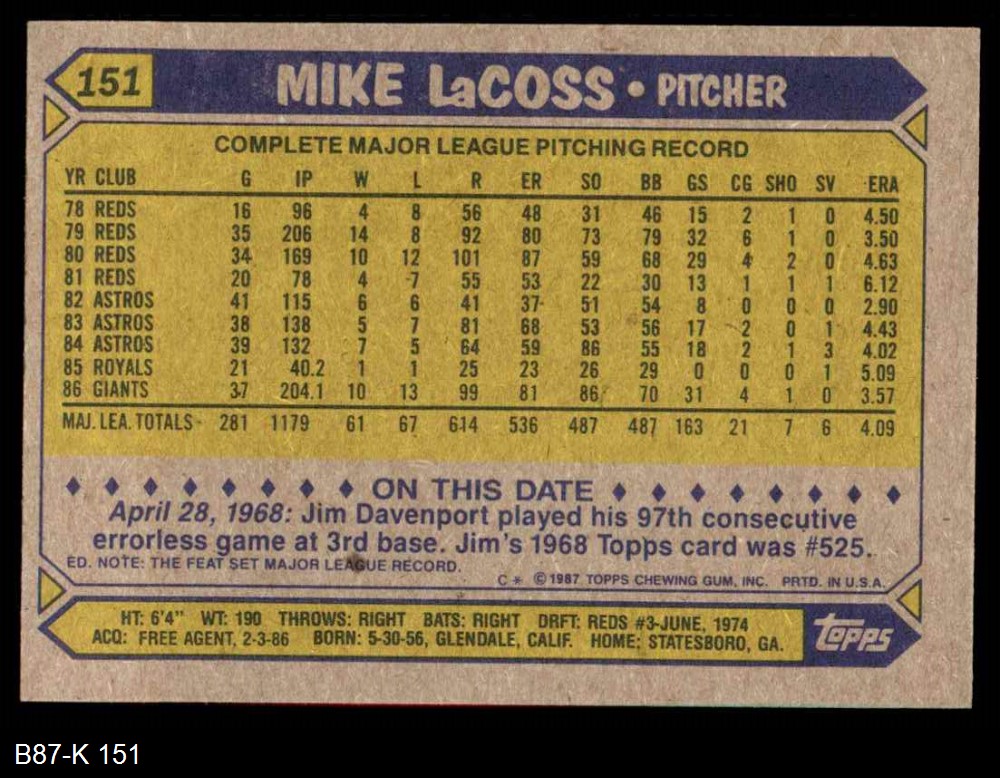 151 MIKE LaCOSS • PITCHER
COMPLETE MAJOR LEAGUE PITCHING RECORD
YR CLUB G IP W L R ER SO BB GS CG SHO SV ERA
78 REDS 16 96 4 8 56 48 31 46 15 2 1 0 4.50
79 REDS 35 206 14 8 92 80 73 79 32 6 1 0 3.50
80 REDS 34 169 10 12 101 87 59 68 29 4 2 0 4.63
81 REDS 20 78 4 7 55 53 22 30 13 1 1 1 6.12
82 ASTROS 41 115 6 6 41 37 51 54 8 0 0 0 2.90
83 ASTROS 38 138 5 7 81 68 53 56 17 2 0 1 4.43
84 ASTROS 39 132 7 5 64 59 86 55 18 2 1 3 4.02
85 ROYALS 21 40.2 1 1 25 23 26 29 0 0 0 1 5.09
86 GIANTS 37 204.1 10 13 99 81 86 70 31 4 1 0 3.57
MAJ. LEA. TOTALS 281 1179 61 67 614 536 487 487 163 21 7 6 4.09
ON THIS DATE
April 28, 1968: Jim Davenport played his 97th consecutive
errorless game at 3rd base. Jim's 1968 Topps card was #525.
ED. NOTE: THE FEAT SET MAJOR LEAGUE RECORD.
C * © 1987 TOPPS CHEWING GUM, INC. PRTD. IN U.S.A.
HT: 6'4" WT: 190 THROWS: RIGHT BATS: RIGHT DRFT: REDS #3-JUNE, 1974
ACQ: FREE AGENT, 2-3-86 BORN: 5-30-56, GLENDALE, CALIF. HOME: STATESBORO, GA.
topps
B87-K 151